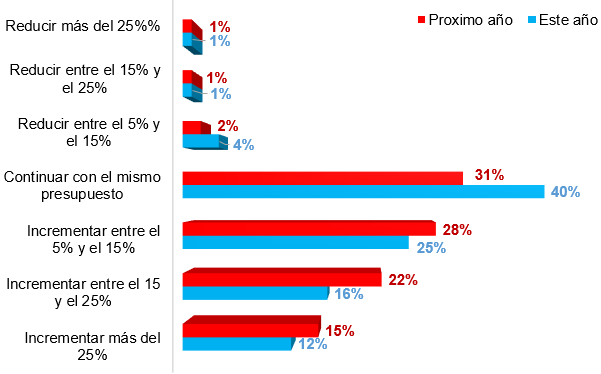 Proximo año
Este año
Reducir más del 25%%
1%
1%
Reducir entre el 15% y
el 25%
1%
1%
Reducir entre el 5% y
el 15%
2%
4%
Continuar con el mismo
presupuesto
31%
40%
Incrementar entre el
5% y el 15%
28%
25%
Incrementar entre el 15
y el 25%
22%
16%
Incrementar más del
25%
15%
12%